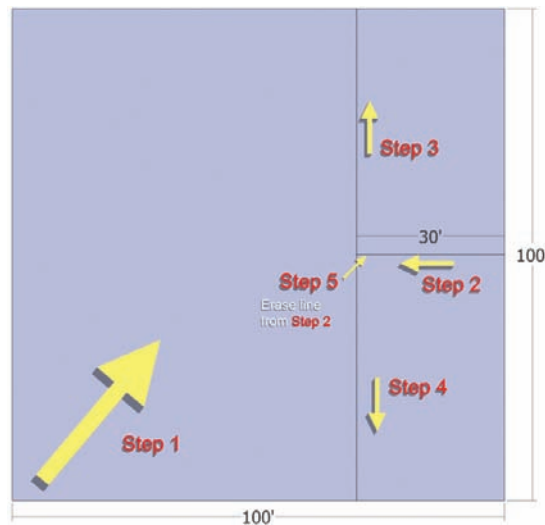 Step 3
30'
100
Step 5
Step 2
Erase line
from Step 2
Step 4
Step 1
100'